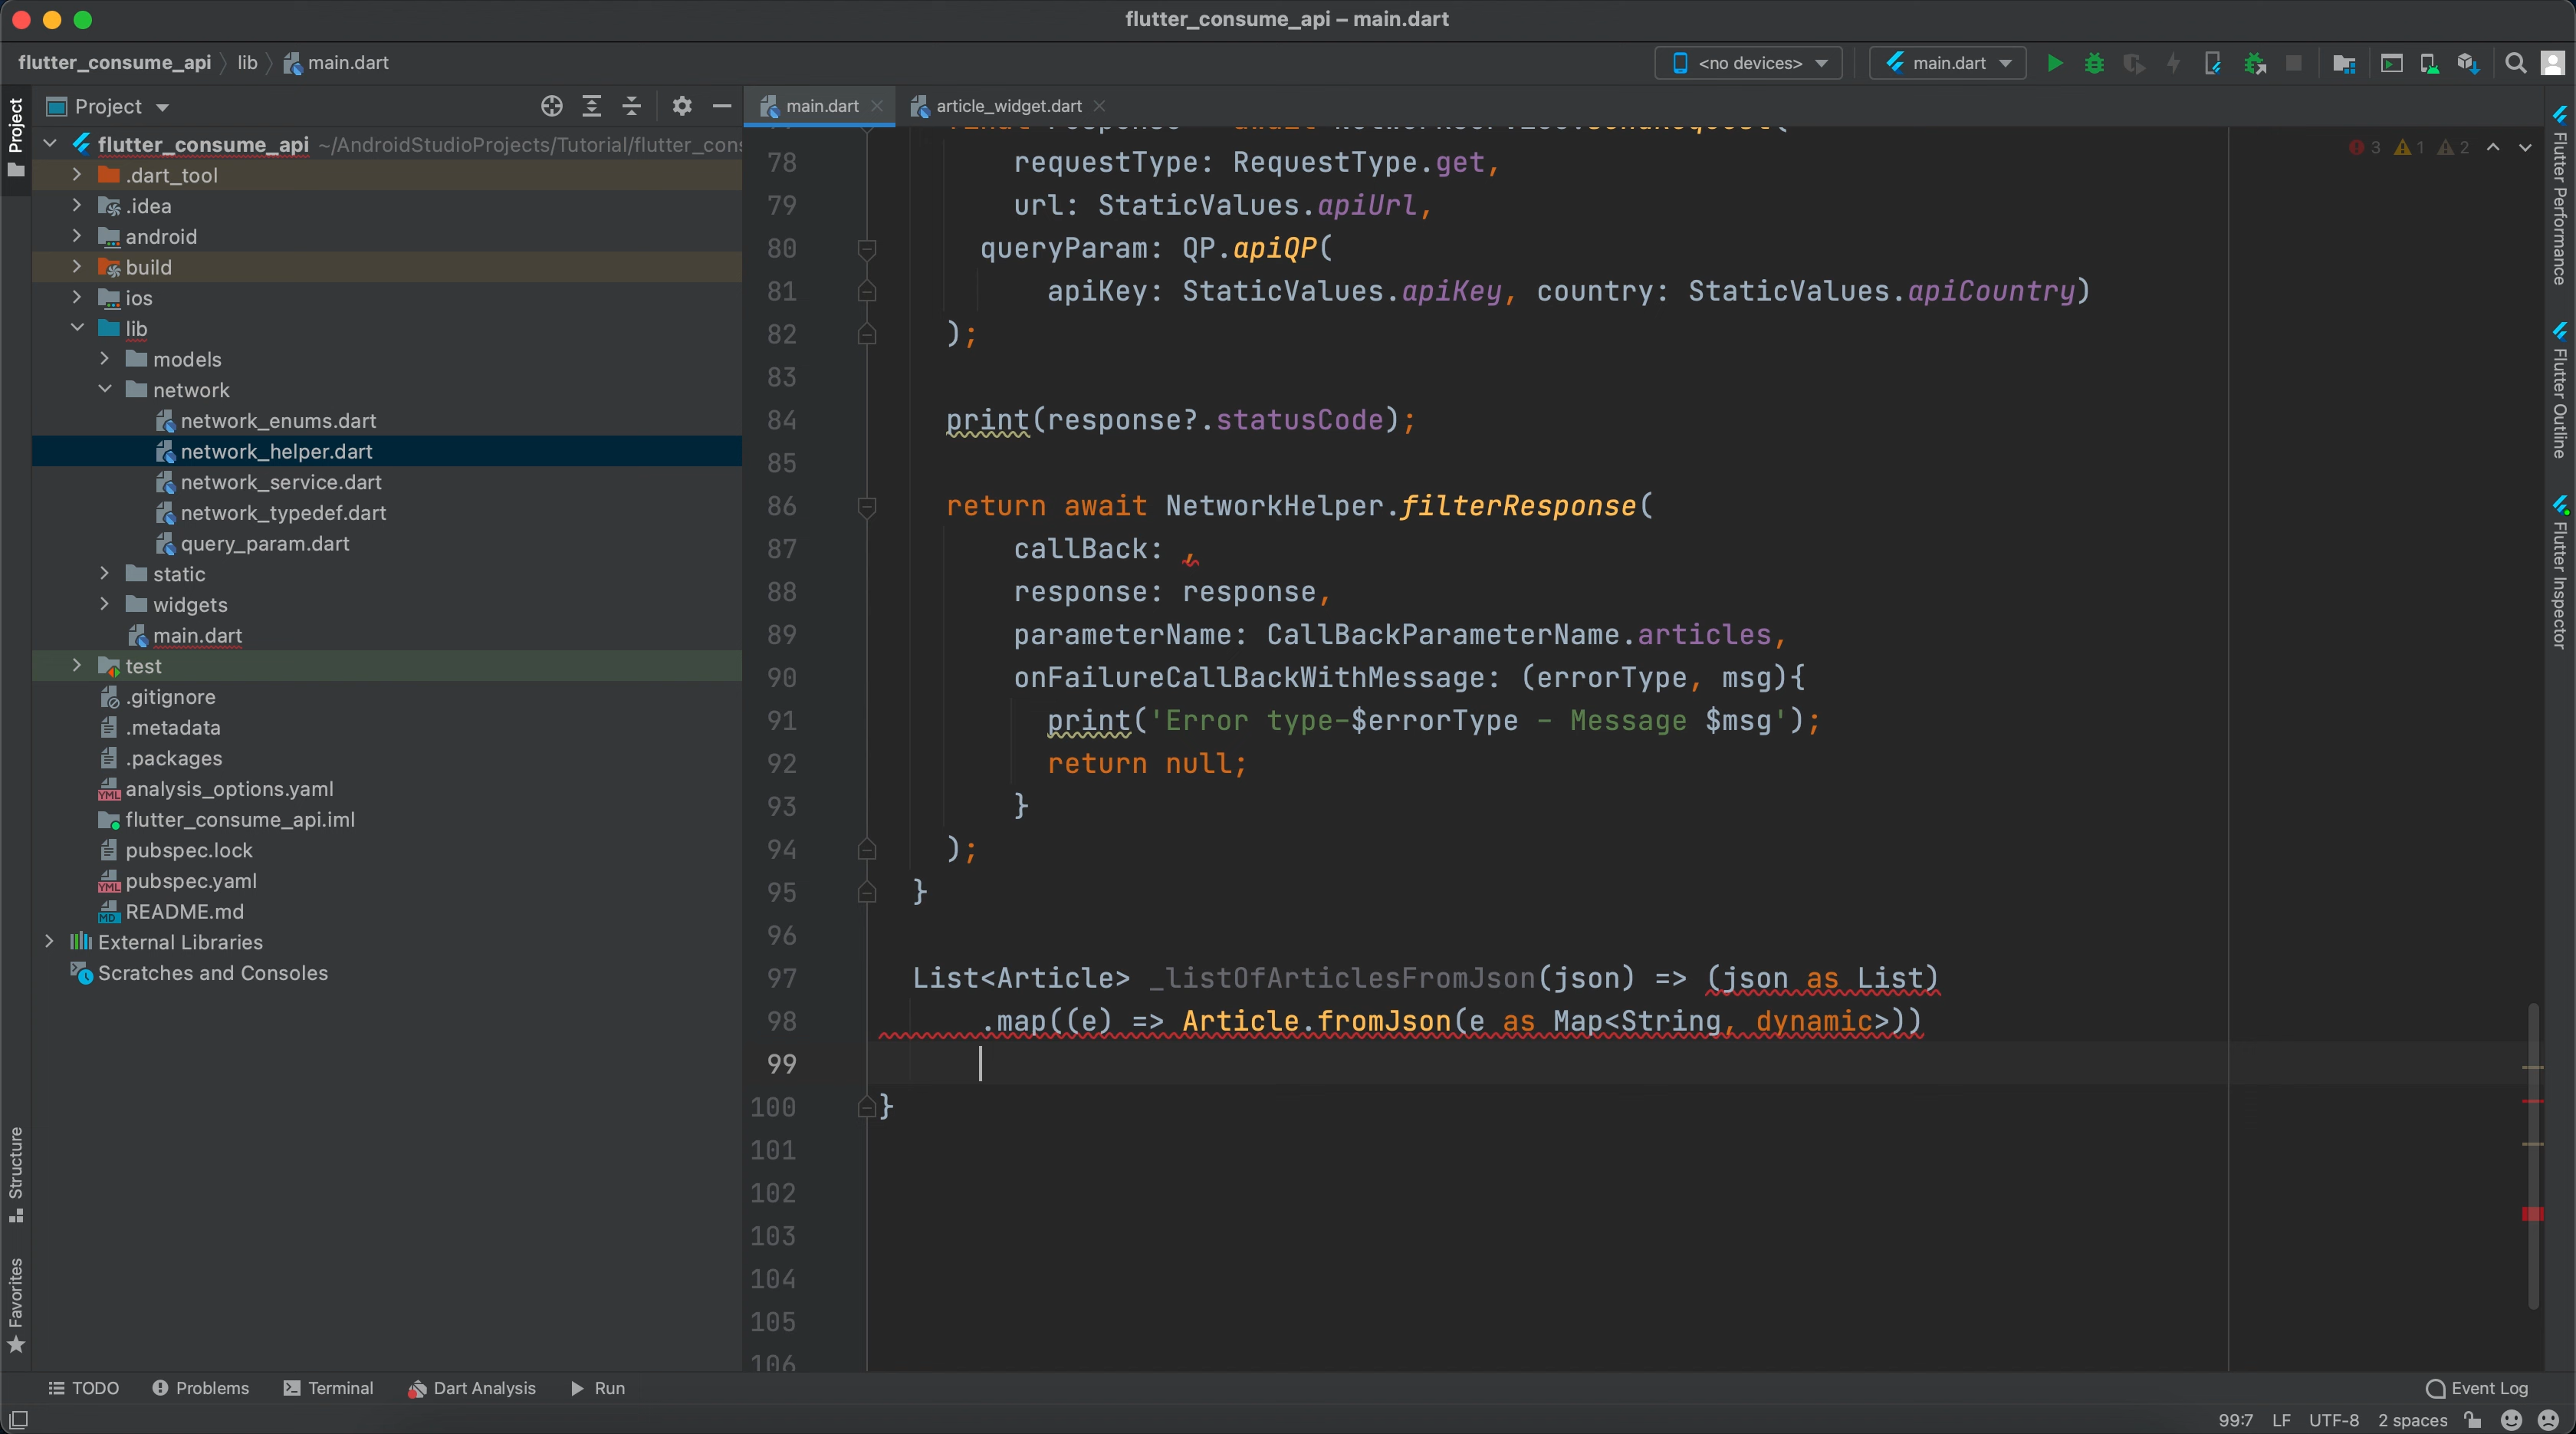 flutter_consume_api – main.dart
flutter_consume_api lib main.dart
<no devices> main.dart
Project
Project
main.dart
article_widget.dart
flutter_consume_api ~/AndroidStudioProjects/Tutorial/flutter_cons
.dart_tool
.idea
android
build
ios
lib
models
network
network_enums.dart
network_helper.dart
network_service.dart
network_typedef.dart
query_param.dart
static
widgets
main.dart
test
.gitignore
.metadata
.packages
analysis_options.yaml
flutter_consume_api.iml
pubspec.lock
pubspec.yaml
README.md
External Libraries
Scratches and Consoles
Structure
Favorites
3 1 2
78 requestType: RequestType.get,
79 url: StaticValues.apiUrl,
80 queryParam: QP.apiQP(
81 apiKey: StaticValues.apiKey, country: StaticValues.apiCountry)
82 );
83
84 print(response?.statusCode);
85
86 return await NetworkHelper.filterResponse(
87 callBack: ,
88 response: response,
89 parameterName: CallBackParameterName.articles,
90 onFailureCallBackWithMessage: (errorType, msg){
91 print('Error type-$errorType - Message $msg');
92 return null;
93 }
94 );
95 }
96
97 List<Article> _listOfArticlesFromJson(json) => (json as List)
98 .map((e) => Article.fromJson(e as Map<String, dynamic>))
99
100 }
101
102
103
104
105
106
Flutter Performance
Flutter Outline
Flutter Inspector
TODO Problems Terminal Dart Analysis Run Event Log
99:7 LF UTF-8 2 spaces